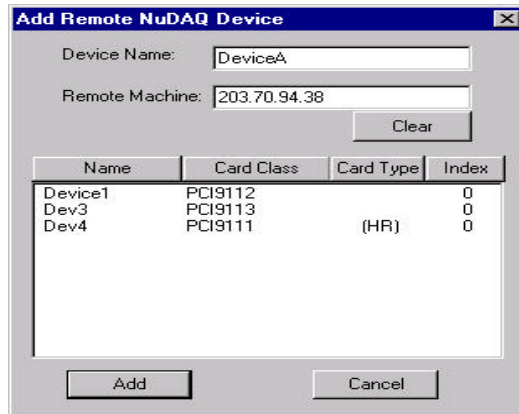 Add Remote NuDAQ Device
Device Name: DeviceA
Remote Machine: 203.70.94.38
Clear
Name Card Class Card Type Index
Device1 PCI9112 0
Dev3 PCI9113 0
Dev4 PCI9111 (HR) 0
Add Cancel